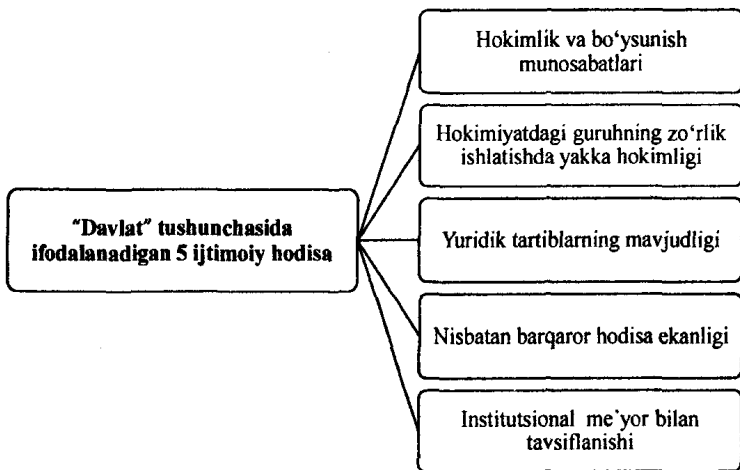 Hokimlik va bo‘ysunish
munosabatlari
Hokimiyatdagi guruhning zo‘rlik
ishlatishda yakka hokimligi
"Davlat" tushunchasida
ifodalanadigan 5 ijtimoiy hodisa
Yuridik tartiblarning mavjudligi
Nisbatan barqaror hodisa ekanligi
Institutsional me’yor bilan
tavsiflanishi